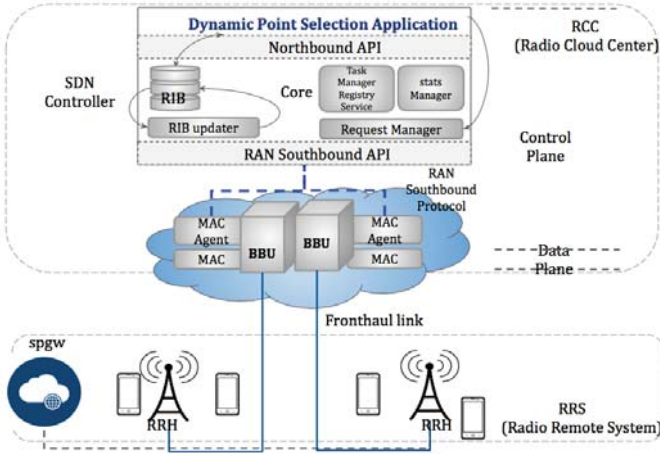 Dynamic Point Selection Application
RCC
(Radio Cloud Center)
Northbound API
SDN
Controller
RIB
Core
Task
Manager
Registry
Service
stats
Manager
RIB updater
Request Manager
Control
Plane
RAN Southbound API
RAN
Southbound
Protocol
MAC
Agent
MAC
BBU
BBU
MAC
Agent
MAC
Data
Plane
Fronthaul link
spgw
RRH
RRH
RRS
(Radio Remote System)